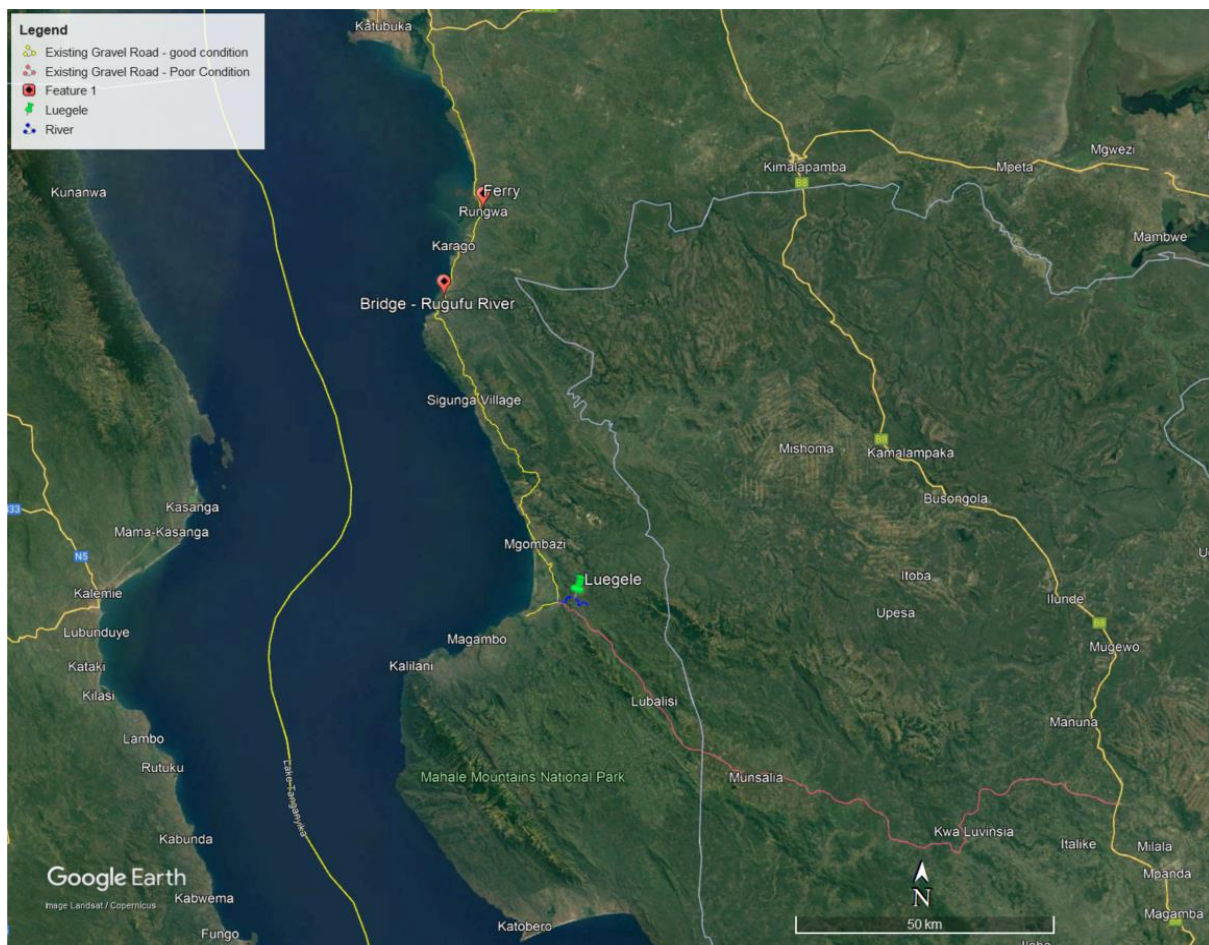 Legend
Existing Gravel Road - good condition
Existing Gravel Road - Poor Condition
Feature 1
Luegele
River
Katubuka
Kunanwa
Ferry
Rungwa
Karago
Bridge - Rugufu River
Kimalapamba
Mpeta
Mgwezi
Mambwe
Sigunga Village
Mishoma
Kamalampaka
Busongola
Kasanga
Mama-Kasanga
N5
Kalemie
Mgombazi
Luegele
Itoba
Upesa
Ilunde
Mugewo
Lubunduye
Kataki
Kilasi
Magambo
Kalilani
Lubalisi
Manuna
Lambo
Rutuku
Lake Tanganyika
Mahale Mountains National Park
Munsalia
Kabunda
Kwa Luvinsia
Italike
Milala
Mpanda
Google Earth
Image Landsat / Copernicus
Kabwema
Fungo
Katobero
N
50 km
Magamba